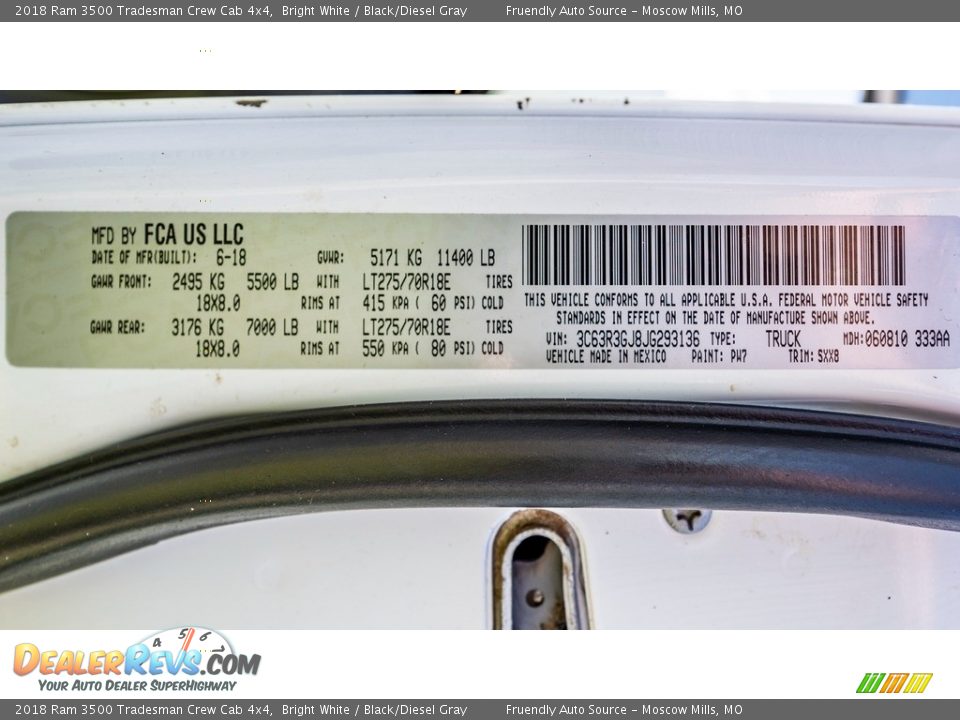 2018 Ram 3500 Tradesman Crew Cab 4x4, Bright White / Black/Diesel Gray Fruendly Auto Source - Moscow Mills, MO
MFD BY FCA US LLC
DATE OF MFR(BUILT): 6-18 GVWR: 5171 KG 11400 LB
GAWR FRONT: 2495 KG 5500 LB WITH LT275/70R18E TIRES
18X8.0 RIMS AT 415 KPA ( 60 PSI) COLD
GAWR REAR: 3176 KG 7000 LB WITH LT275/70R18E TIRES
18X8.0 RIMS AT 550 KPA ( 80 PSI) COLD
THIS VEHICLE CONFORMS TO ALL APPLICABLE U.S.A. FEDERAL MOTOR VEHICLE SAFETY
STANDARDS IN EFFECT ON THE DATE OF MANUFACTURE SHOWN ABOVE.
VIN: 3C63R3GJ8JG293136 TYPE: TRUCK MDH:060810 333AA
VEHICLE MADE IN MEXICO PAINT: PW7 TRIM: SXX8
4 5 6 7
DEALERREVS.COM
YOUR AUTO DEALER SUPERHIGHWAY
2018 Ram 3500 Tradesman Crew Cab 4x4, Bright White / Black/Diesel Gray Fruendly Auto Source - Moscow Mills, MO